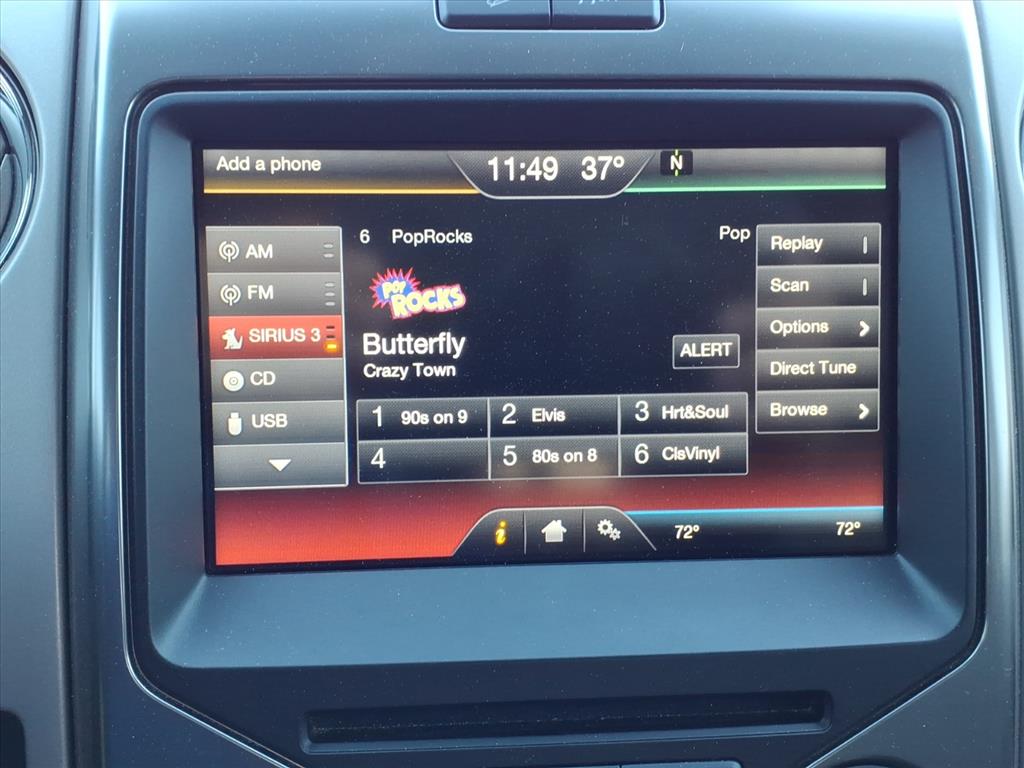 Add a phone
11:49 37°
N
AM
FM
SIRIUS 3
CD
USB
6 PopRocks
Pop
POP
ROCKS
Butterfly
Crazy Town
ALERT
1 90s on 9
2 Elvis
3 Hrt&Soul
4
5 80s on 8
6 ClsVinyl
Replay
Scan
Options
Direct Tune
Browse
i
72°
72°